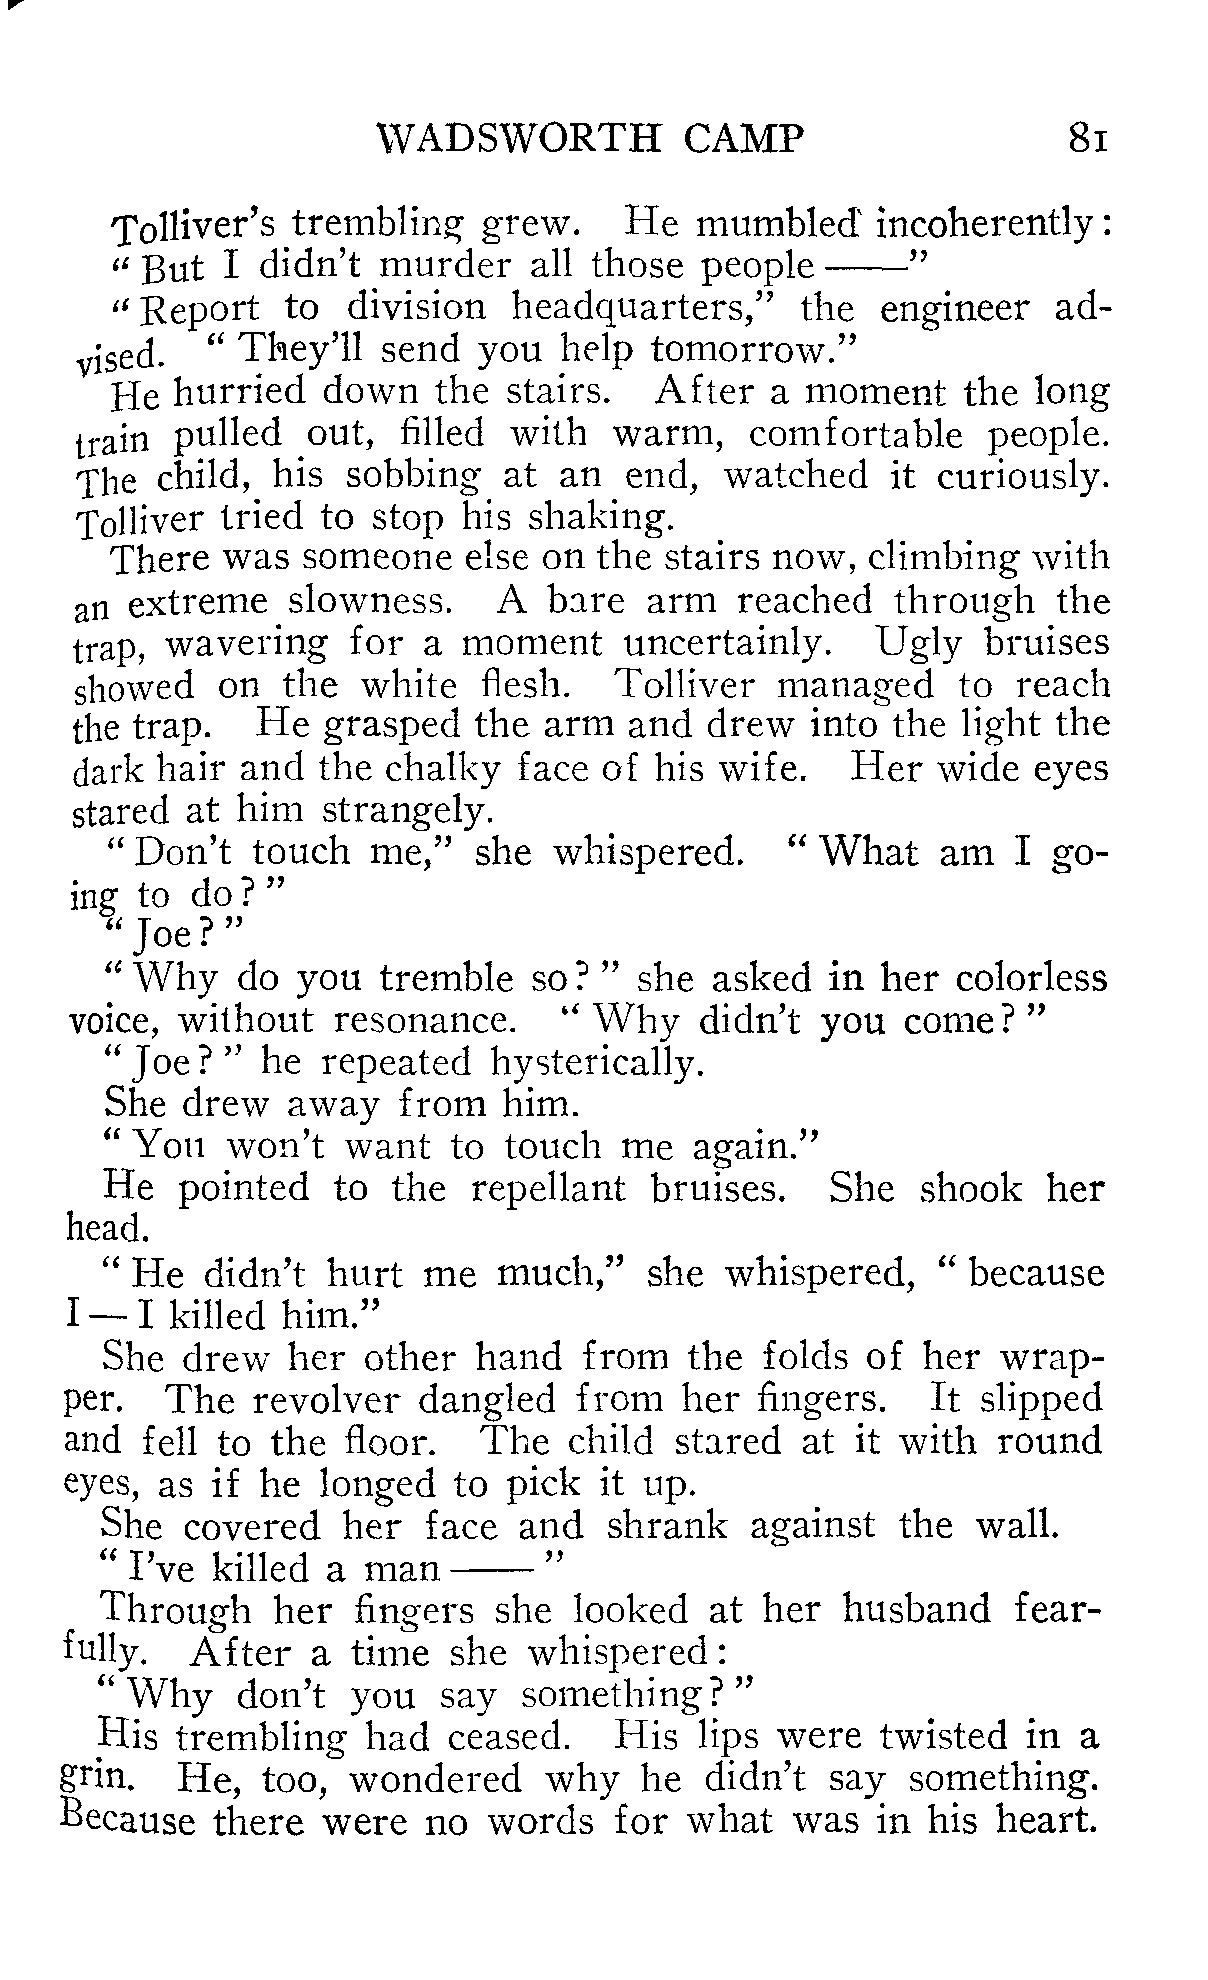 WADSWORTH CAMP 81
Tolliver's trembling grew. He mumbled incoherently:
" But I didn't murder all those people ——"
" Report to division headquarters," the engineer ad-
vised. " They'll send you help tomorrow."
He hurried down the stairs. After a moment the long
train pulled out, filled with warm, comfortable people.
The child, his sobbing at an end, watched it curiously.
Tolliver tried to stop his shaking.
There was someone else on the stairs now, climbing with
an extreme slowness. A bare arm reached through the
trap, wavering for a moment uncertainly. Ugly bruises
showed on the white flesh. Tolliver managed to reach
the trap. He grasped the arm and drew into the light the
dark hair and the chalky face of his wife. Her wide eyes
stared at him strangely.
" Don't touch me," she whispered. " What am I go-
ing to do? "
" Joe? "
" Why do you tremble so? " she asked in her colorless
voice, without resonance. " Why didn't you come? "
" Joe? " he repeated hysterically.
She drew away from him.
" You won't want to touch me again."
He pointed to the repellant bruises. She shook her
head.
" He didn't hurt me much," she whispered, " because
I — I killed him."
She drew her other hand from the folds of her wrap-
per. The revolver dangled from her fingers. It slipped
and fell to the floor. The child stared at it with round
eyes, as if he longed to pick it up.
She covered her face and shrank against the wall.
" I've killed a man —— "
Through her fingers she looked at her husband fear-
fully. After a time she whispered:
" Why don't you say something? "
His trembling had ceased. His lips were twisted in a
grin. He, too, wondered why he didn't say something.
Because there were no words for what was in his heart.